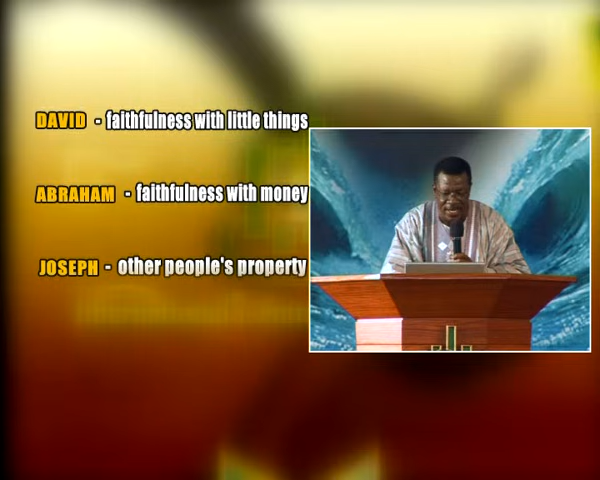 DAVID - faithfulness with little things
ABRAHAM - faithfulness with money
JOSEPH - other people's property